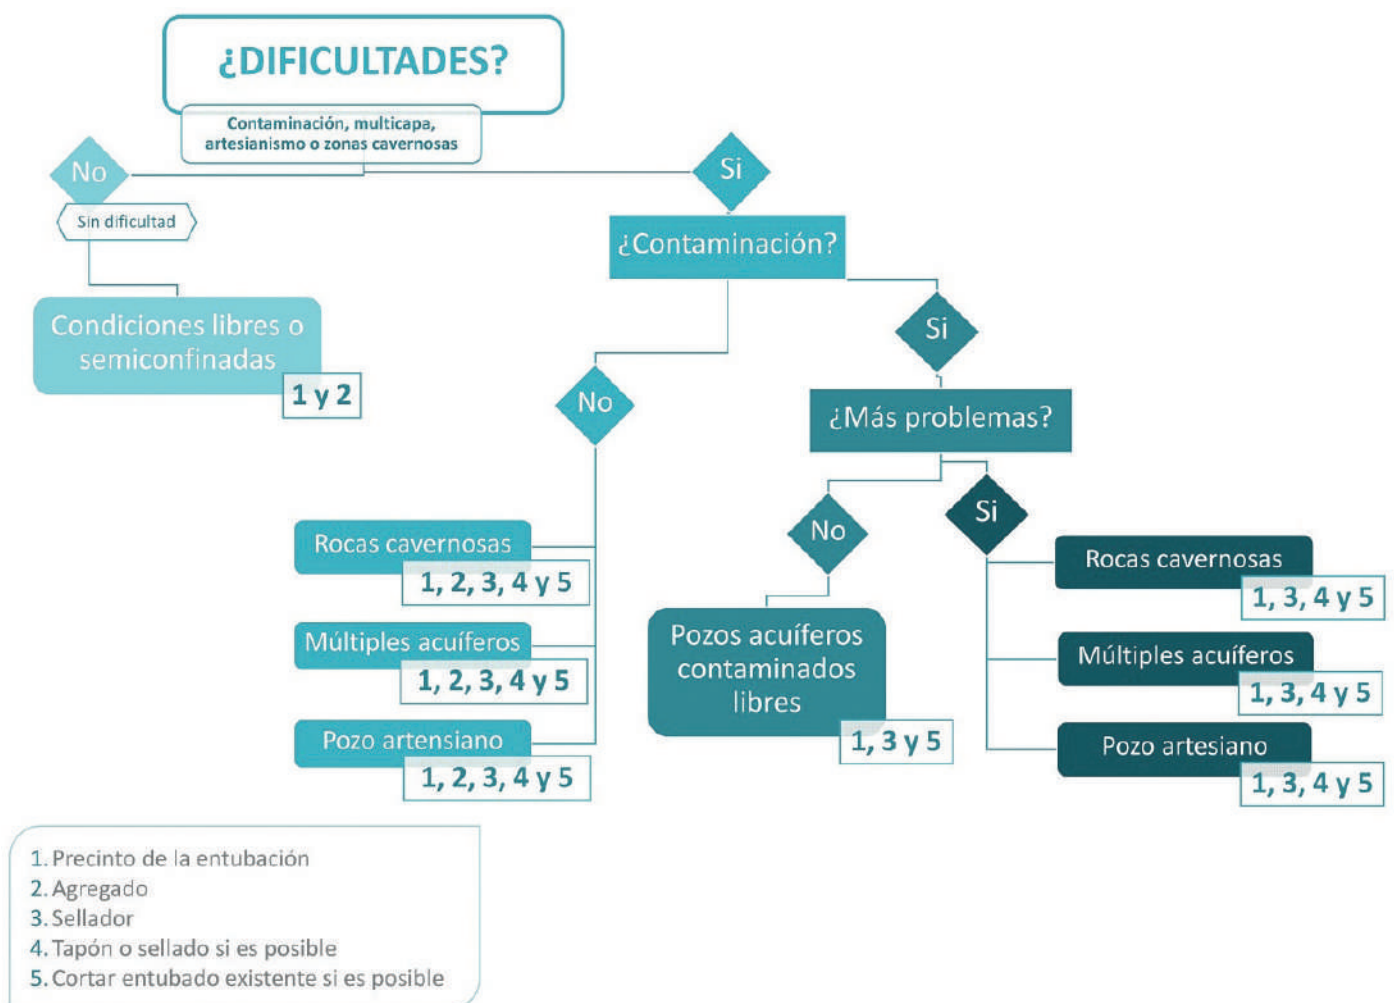 ¿DIFICULTADES?
Contaminación, multicapa,
artesianismo o zonas cavernosas
No
Si
Sin dificultad
¿Contaminación?
Condiciones libres o
semiconfinadas
1 y 2
Si
No
¿Más problemas?
Si
No
Rocas cavernosas
1, 2, 3, 4 y 5
Múltiples acuíferos
1, 2, 3, 4 y 5
Pozo artensiano
1, 2, 3, 4 y 5
Pozos acuíferos
contaminados
libres
1, 3 y 5
Rocas cavernosas
1, 3, 4 y 5
Múltiples acuíferos
1, 3, 4 y 5
Pozo artesiano
1, 3, 4 y 5
1. Precinto de la entubación
2. Agregado
3. Sellador
4. Tapón o sellado si es posible
5. Cortar entubado existente si es posible